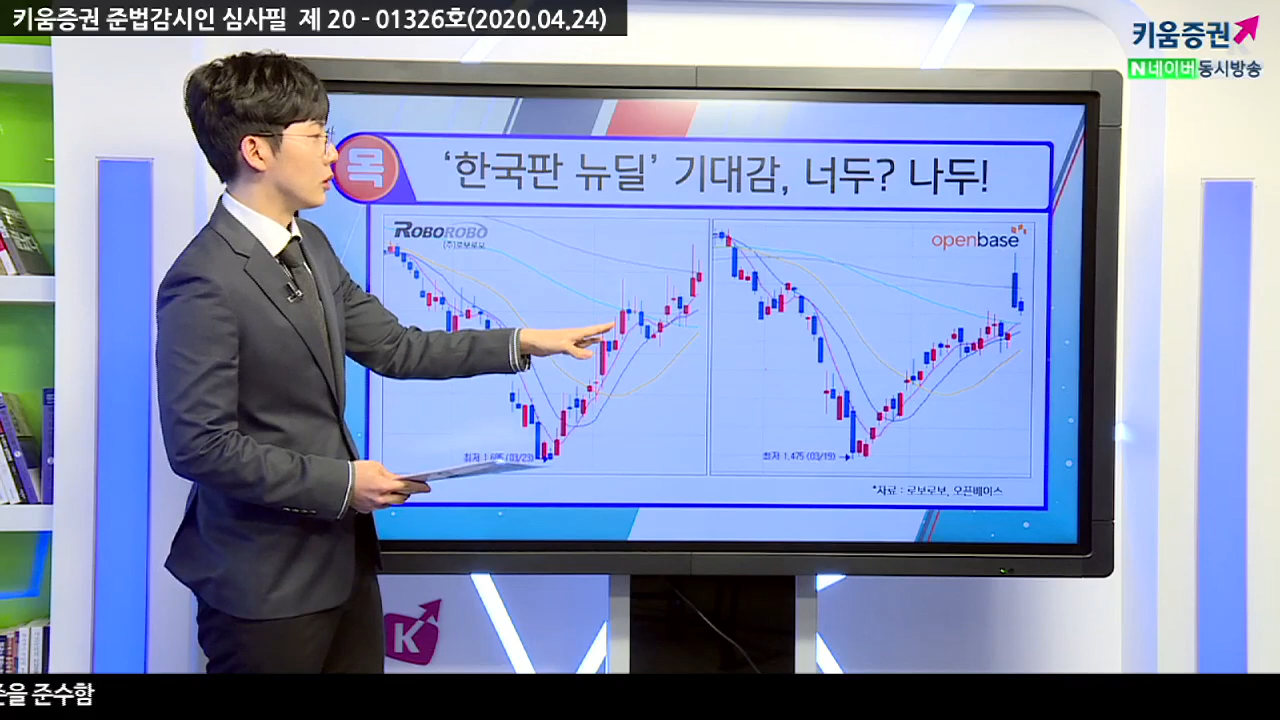 키움증권 준법감시인 심사필 제 20 - 01326호(2020.04.24)
키움증권
N 네이버 동시방송
목 '한국판 뉴딜' 기대감, 너두? 나두!
ROBOROBO
(주)로보로보
openbase
최저 1,475 (03/19)
*자료 : 로보로보, 오픈베이스
K
을 준수함